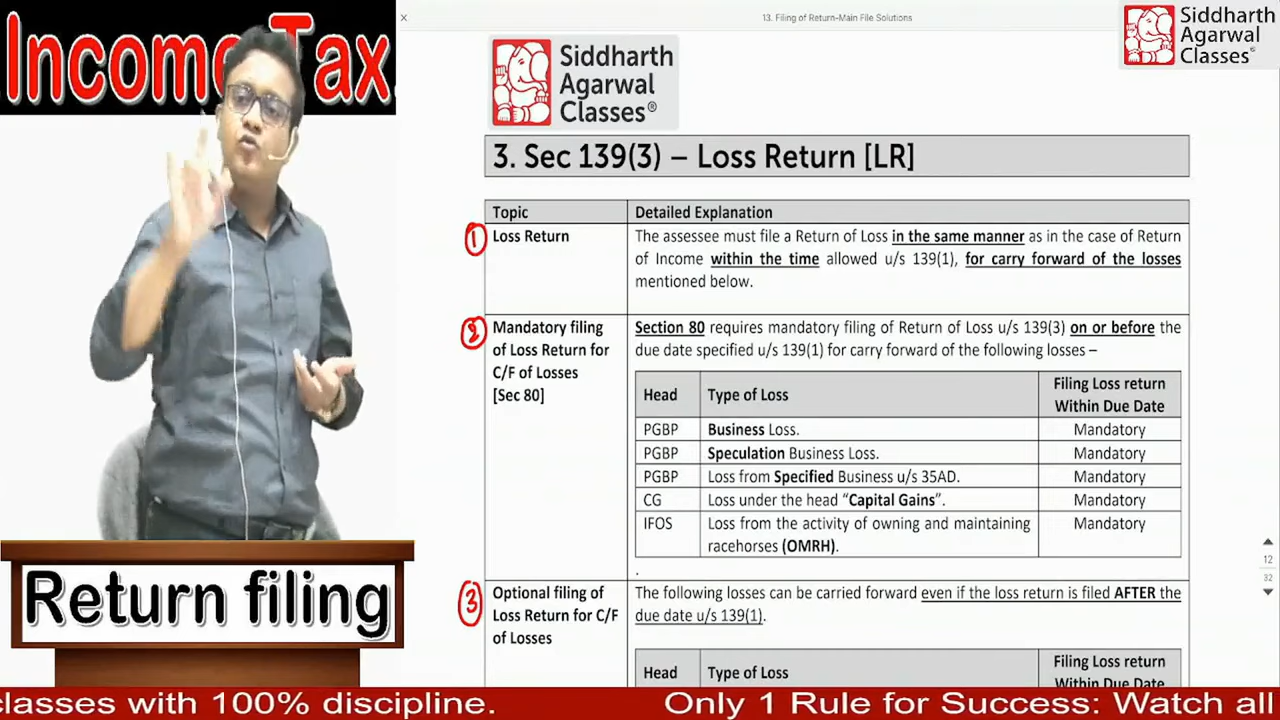 Income Tax.
Return filing
13. Filing of Return-Main File Solutions
Siddharth
Agarwal
Classes®
Siddharth
Agarwal
Classes®
3. Sec 139(3) – Loss Return [LR]
Topic
Detailed Explanation
1
Loss Return
The assessee must file a Return of Loss in the same manner as in the case of Return
of Income within the time allowed u/s 139(1), for carry forward of the losses
mentioned below.
2
Mandatory filing
of Loss Return for
C/F of Losses
[Sec 80]
Section 80 requires mandatory filing of Return of Loss u/s 139(3) on or before the
due date specified u/s 139(1) for carry forward of the following losses –
Head
Type of Loss
Filing Loss return
Within Due Date
PGBP
Business Loss.
Mandatory
PGBP
Speculation Business Loss.
Mandatory
PGBP
Loss from Specified Business u/s 35AD.
Mandatory
CG
Loss under the head “Capital Gains”.
Mandatory
IFOS
Loss from the activity of owning and maintaining
racehorses (OMRH).
Mandatory
.
12
32
3
Optional filing of
Loss Return for C/F
of Losses
The following losses can be carried forward even if the loss return is filed AFTER the
due date u/s 139(1).
Head
Type of Loss
Filing Loss return
Within Due Date
classes with 100% discipline.
Only 1 Rule for Success: Watch all